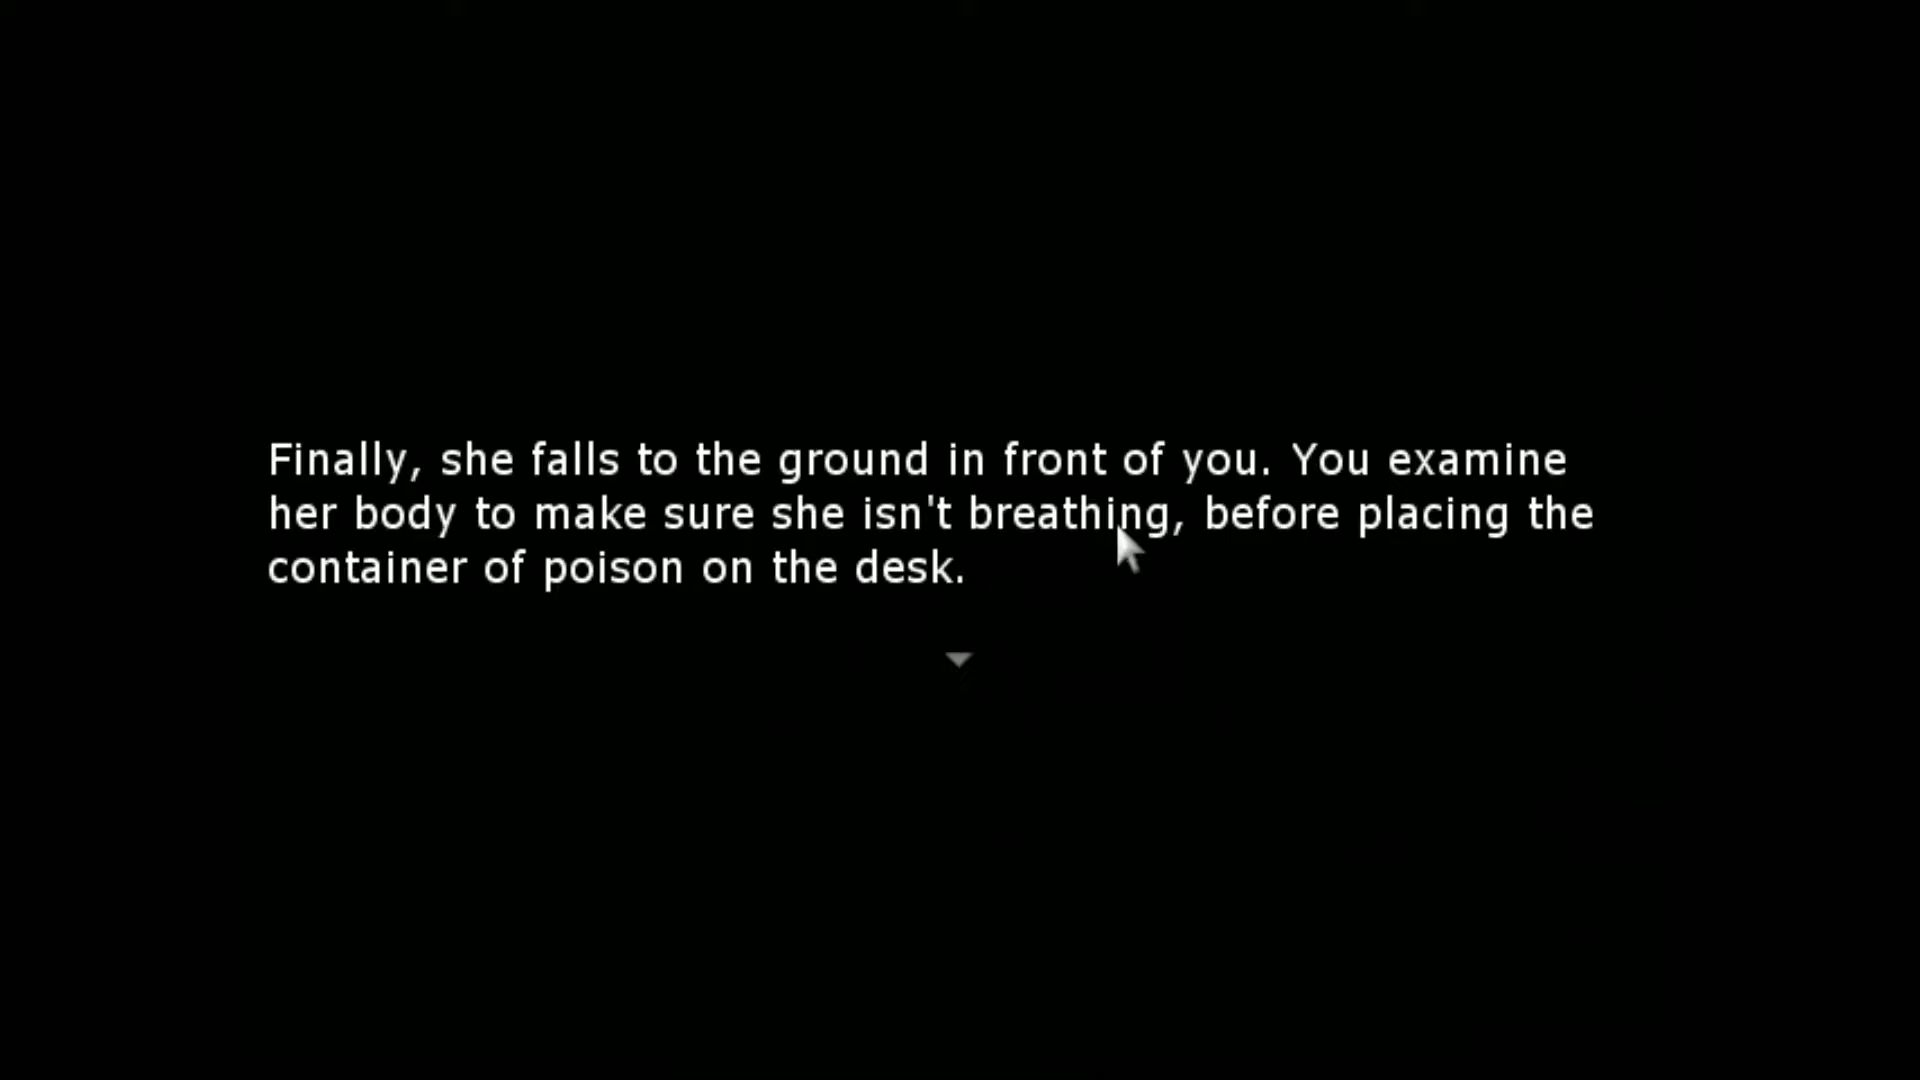 Finally, she falls to the ground in front of you. You examine
her body to make sure she isn't breathing, before placing the
container of poison on the desk.